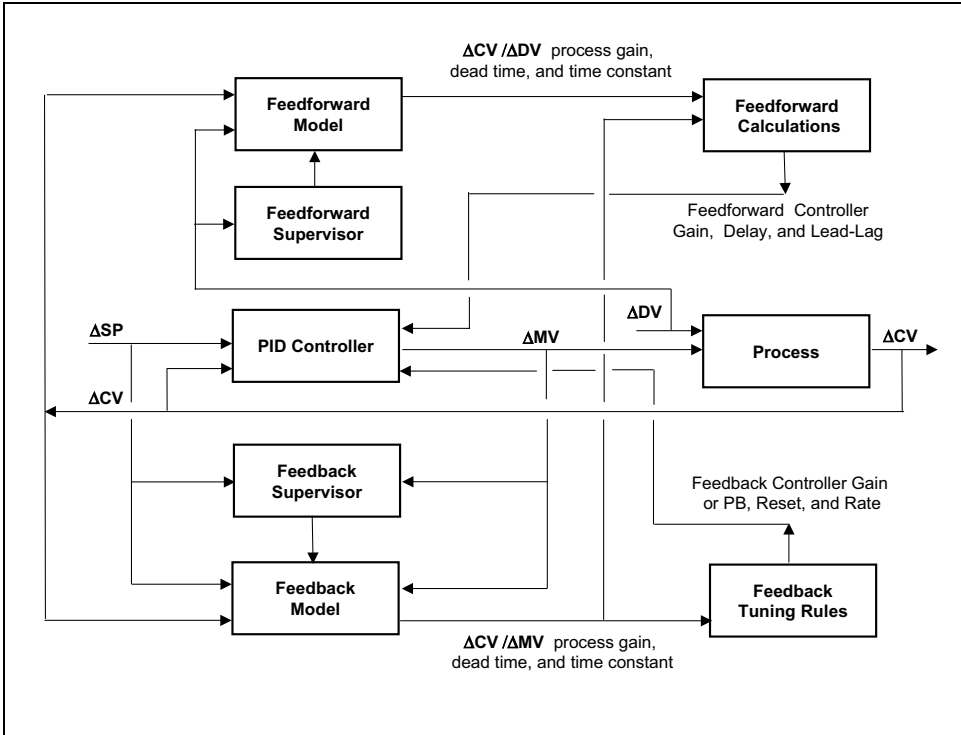 ΔCV /ΔDV process gain,
dead time, and time constant
Feedforward
Model
Feedforward
Calculations
Feedforward
Supervisor
Feedforward Controller
Gain, Delay, and Lead-Lag
ΔSP
PID Controller
ΔMV
ΔDV
Process
ΔCV
ΔCV
Feedback
Supervisor
Feedback Controller Gain
or PB, Reset, and Rate
Feedback
Model
Feedback
Tuning Rules
ΔCV /ΔMV process gain,
dead time, and time constant